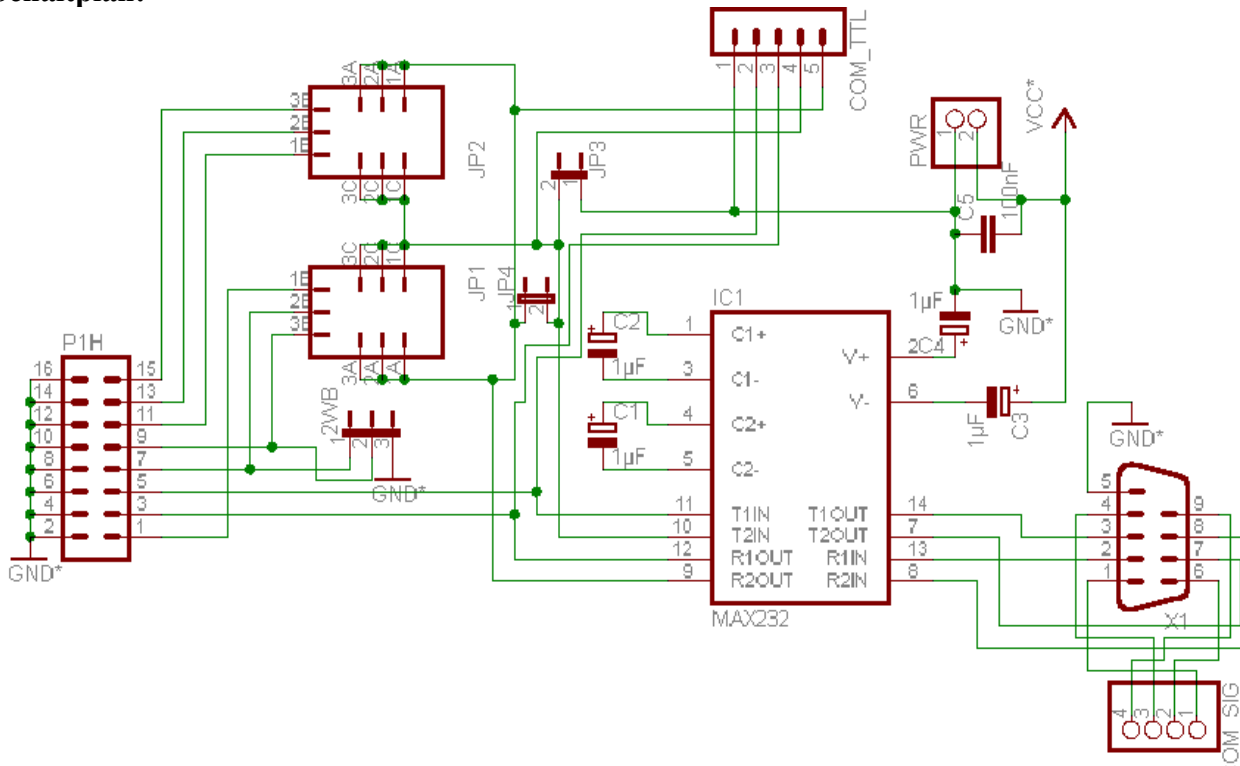 3A 2A 1A
3B
2B
1B
JP2
3C 2C 1C
3C 2C 1C
1B
2B
3B
JP1
3A 2A 1A
1 2 3 4 5
COM_TTL
PWR
1 2
VCC*
C5
100nF
JP3
2 1
JP4
1 2
GND*
1µF
C4
P1H
16 15
14 13
12 11
10 9
8 7
6 5
4 3
2 1
GND*
12WB
1 2 3
GND*
C2
1µF
C1
1µF
IC1
1 C1+
3 C1-
4 C2+
5 C2-
V+ 2
V- 6
11 T1IN T1OUT 14
10 T2IN T2OUT 7
12 R1OUT R1IN 13
9 R2OUT R2IN 8
MAX232
1µF
C3
GND*
5
4 9
3 8
2 7
1 6
X1
4 3 2 1
OM_SIG